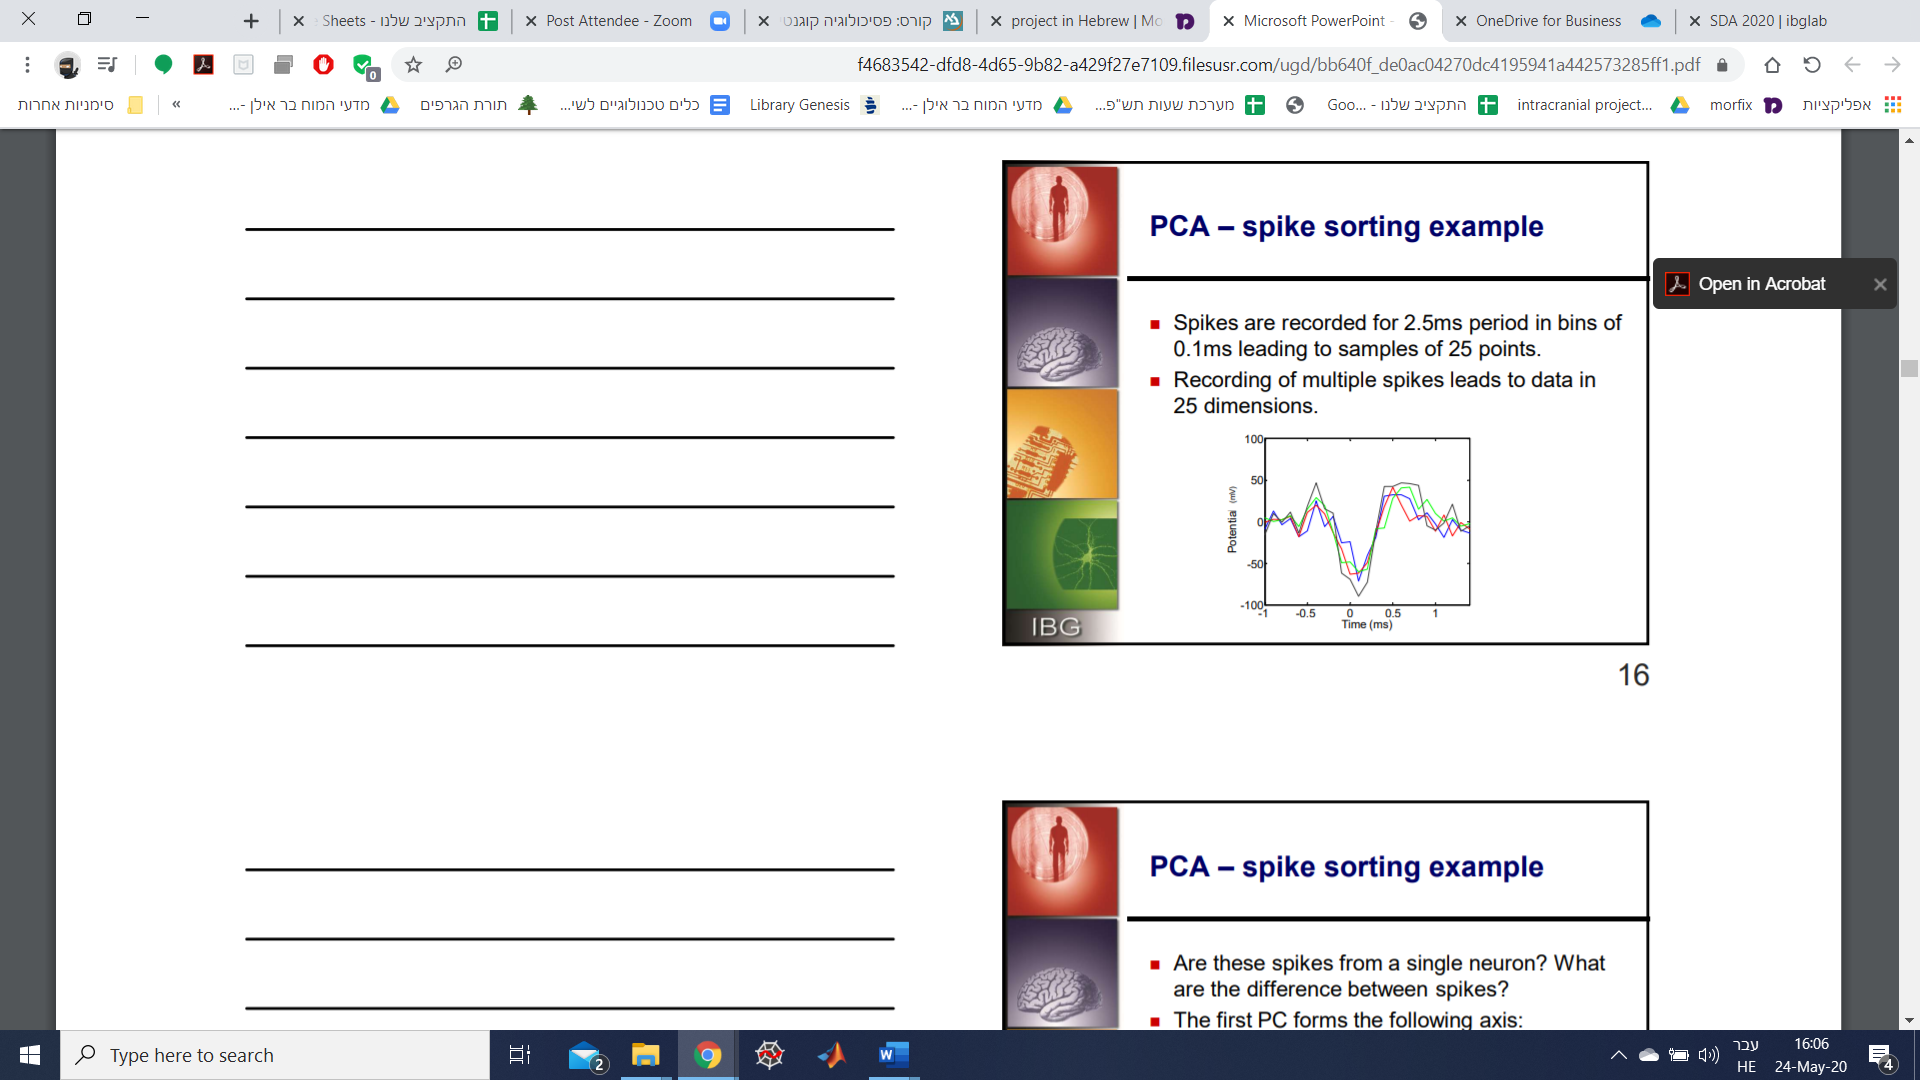 התקציב שלנו - Sheets
Post Attendee - Zoom
קורס: פסיכולוגיה קוגנטי
project in Hebrew | Mo
Microsoft PowerPoint -
OneDrive for Business
SDA 2020 | ibglab
0
f4683542-dfd8-4d65-9b82-a429f27e7109.filesusr.com/ugd/bb640f_de0ac04270dc4195941a442573285ff1.pdf
סימניות אחרות
«
מדעי המוח בר אילן -...
תורת הגרפים
כלים טכנולוגיים לשי...
Library Genesis
מדעי המוח בר אילן -...
מערכת שעות תש"פ...
התקציב שלנו - Goo...
intracranial project...
morfix
אפליקציות
PCA – spike sorting example
Open in Acrobat
Spikes are recorded for 2.5ms period in bins of
0.1ms leading to samples of 25 points.
Recording of multiple spikes leads to data in
25 dimensions.
100
50
0
-50
-100
Potential (mV)
-1 -0.5 0 0.5 1
Time (ms)
IBG
16
PCA – spike sorting example
Are these spikes from a single neuron? What
are the difference between spikes?
The first PC forms the following axis:
Type here to search
2
עבר
HE
16:06
24-May-20
4